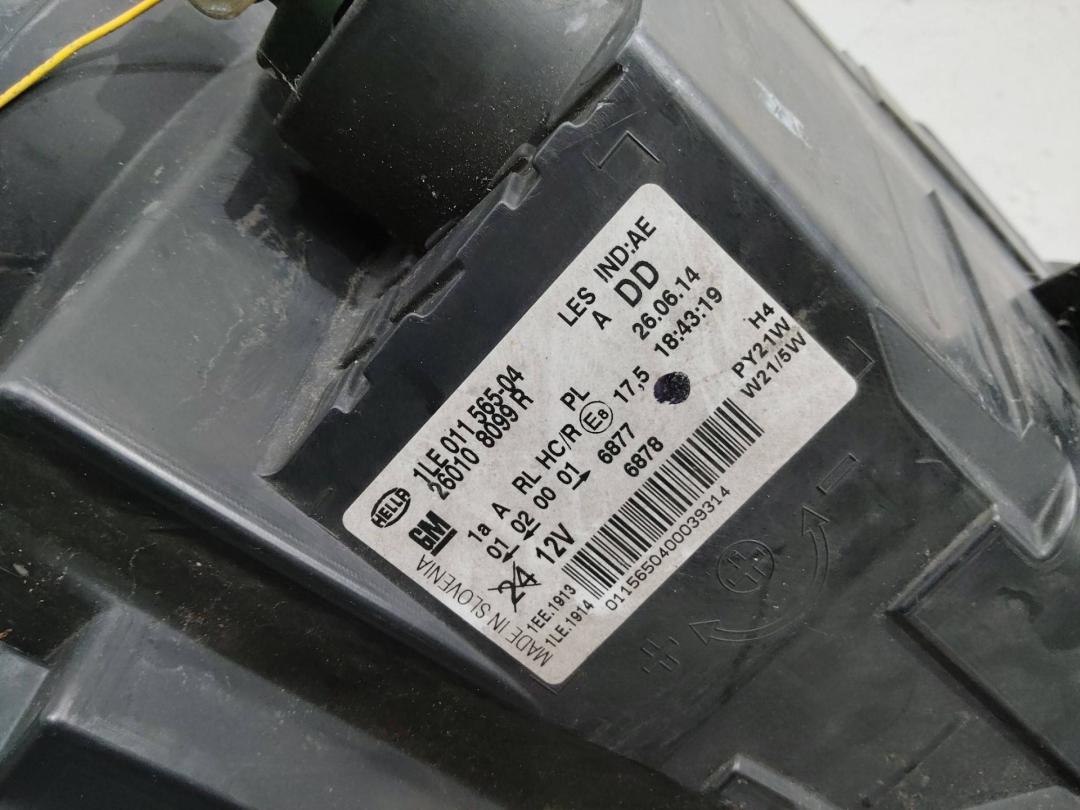 HELLA
1LE 011 565-04
26010 8099 R
LES IND:AE
A DD
26.06.14
18:43:19
GM
1a A RL HC/R PL
01 02 00 01 E8 17,5
24 12V 6877
6878
H4
PY21W
W21/5W
MADE IN SLOVENIA
1EE.1913
1LE.1914
0115650400039314